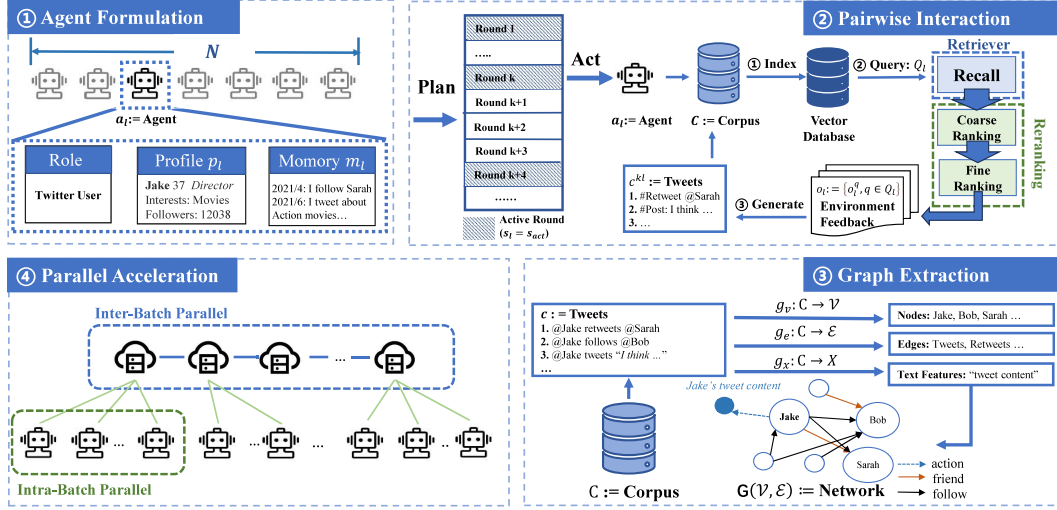 ① Agent Formulation
N
a_l := Agent
Role
Twitter User
Profile p_l
Jake 37 Director
Interests: Movies
Followers: 12038
Momory m_l
2021/4: I follow Sarah
2021/6: I tweet about
Action movies…
② Pairwise Interaction
Plan
Round 1
…..
Round k
Round k+1
Round k+2
Round k+3
Round k+4
……
Active Round
(s_l = s_act)
Act
a_l := Agent
C := Corpus
① Index
Vector
Database
② Query: Q_l
Retriever
Recall
Coarse
Ranking
Fine
Ranking
Reranking
o_l := {o_l^q, q ∈ Q_l}
Environment
Feedback
③ Generate
c^kl := Tweets
1. #Retweet @Sarah
2. #Post: I think …
3. …
④ Parallel Acceleration
Inter-Batch Parallel
...
...
...
...
..
Intra-Batch Parallel
③ Graph Extraction
c := Tweets
1. @Jake retweets @Sarah
2. @Jake follows @Bob
3. @Jake tweets “I think ...”
…
C := Corpus
g_v: C → 𝒱
g_e: C → ℰ
g_x: C → X
Nodes: Jake, Bob, Sarah …
Edges: Tweets, Retweets …
Text Features: “tweet content”
Jake’s tweet content
Jake
Bob
Sarah
action
friend
follow
G(𝒱, ℰ) := Network